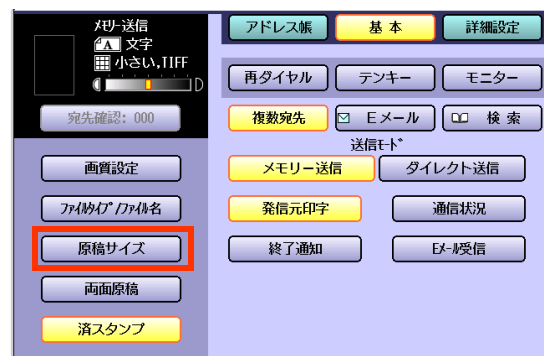 ﾒﾓﾘｰ送信
A 文字
小さい,TIFF
D
宛先確認: 000
画質設定
ﾌｧｲﾙﾀｲﾌﾟ/ﾌｧｲﾙ名
原稿サイズ
両面原稿
済スタンプ
アドレス帳 基本 詳細設定
再ダイヤル テンキー モニター
複数宛先 Eメール 検索
送信ﾓｰﾄﾞ
メモリー送信 ダイレクト送信
発信元印字 通信状況
終了通知 Eﾒｰﾙ受信